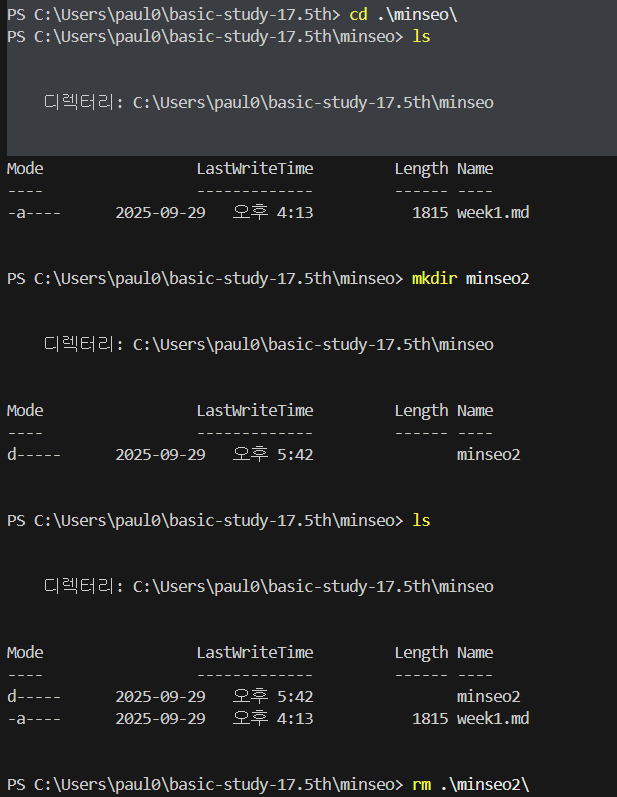 PS C:\Users\paul0\basic-study-17.5th> cd .\minseo\
PS C:\Users\paul0\basic-study-17.5th\minseo> ls
디렉터리: C:\Users\paul0\basic-study-17.5th\minseo
Mode                 LastWriteTime         Length Name
----                 -------------         ------ ----
-a----      2025-09-29   오후 4:13           1815 week1.md
PS C:\Users\paul0\basic-study-17.5th\minseo> mkdir minseo2
디렉터리: C:\Users\paul0\basic-study-17.5th\minseo
Mode                 LastWriteTime         Length Name
----                 -------------         ------ ----
d-----      2025-09-29   오후 5:42                minseo2
PS C:\Users\paul0\basic-study-17.5th\minseo> ls
디렉터리: C:\Users\paul0\basic-study-17.5th\minseo
Mode                 LastWriteTime         Length Name
----                 -------------         ------ ----
d-----      2025-09-29   오후 5:42                minseo2
-a----      2025-09-29   오후 4:13           1815 week1.md
PS C:\Users\paul0\basic-study-17.5th\minseo> rm .\minseo2\